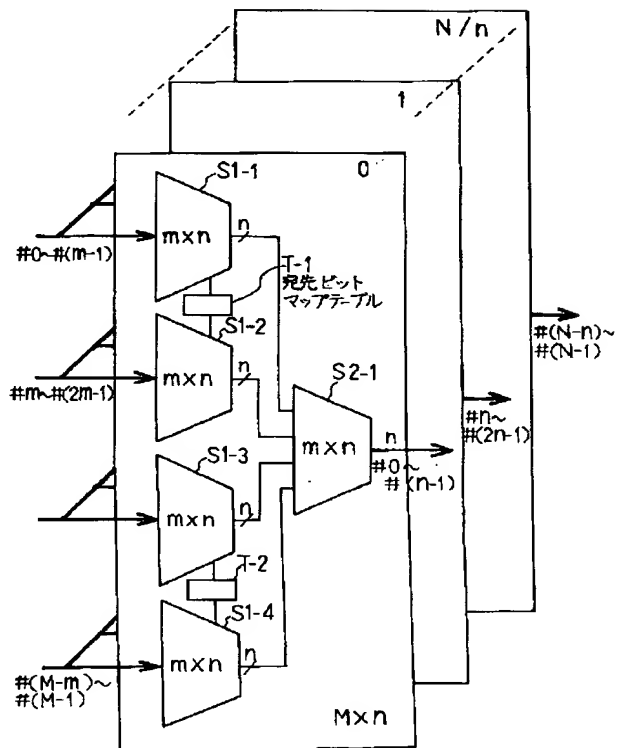 N/n
1
0
S1-1
m×n
n
#0~#(m-1)
T-1
宛先ビット
マップテーブル
S1-2
m×n
n
#m~#(2m-1)
#(N-n)~
#(N-1)
S2-1
m×n
n
#0~
#(n-1)
#n~
#(2n-1)
S1-3
m×n
n
T-2
S1-4
m×n
n
#(M-m)~
#(M-1)
M×n